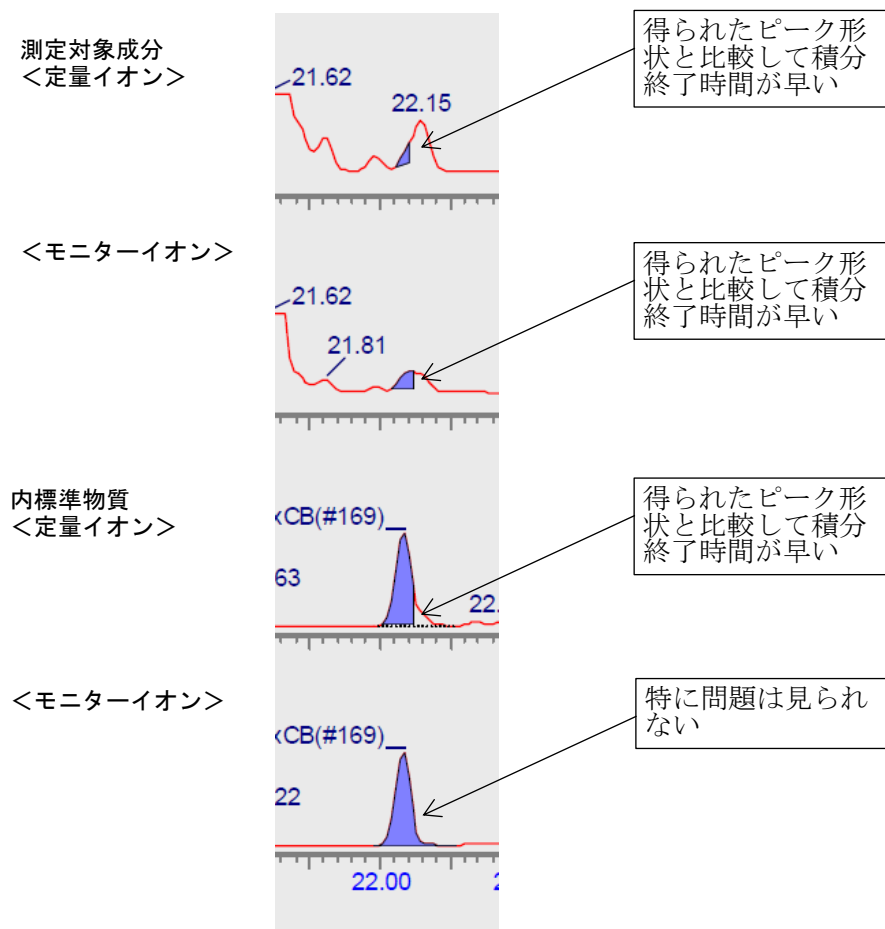 測定対象成分
<定量イオン>
21.62
22.15
得られたピーク形
状と比較して積分
終了時間が早い
<モニターイオン>
21.62
21.81
得られたピーク形
状と比較して積分
終了時間が早い
内標準物質
<定量イオン>
xCB(#169)
63
22.
得られたピーク形
状と比較して積分
終了時間が早い
<モニターイオン>
xCB(#169)
22
特に問題は見られ
ない
22.00